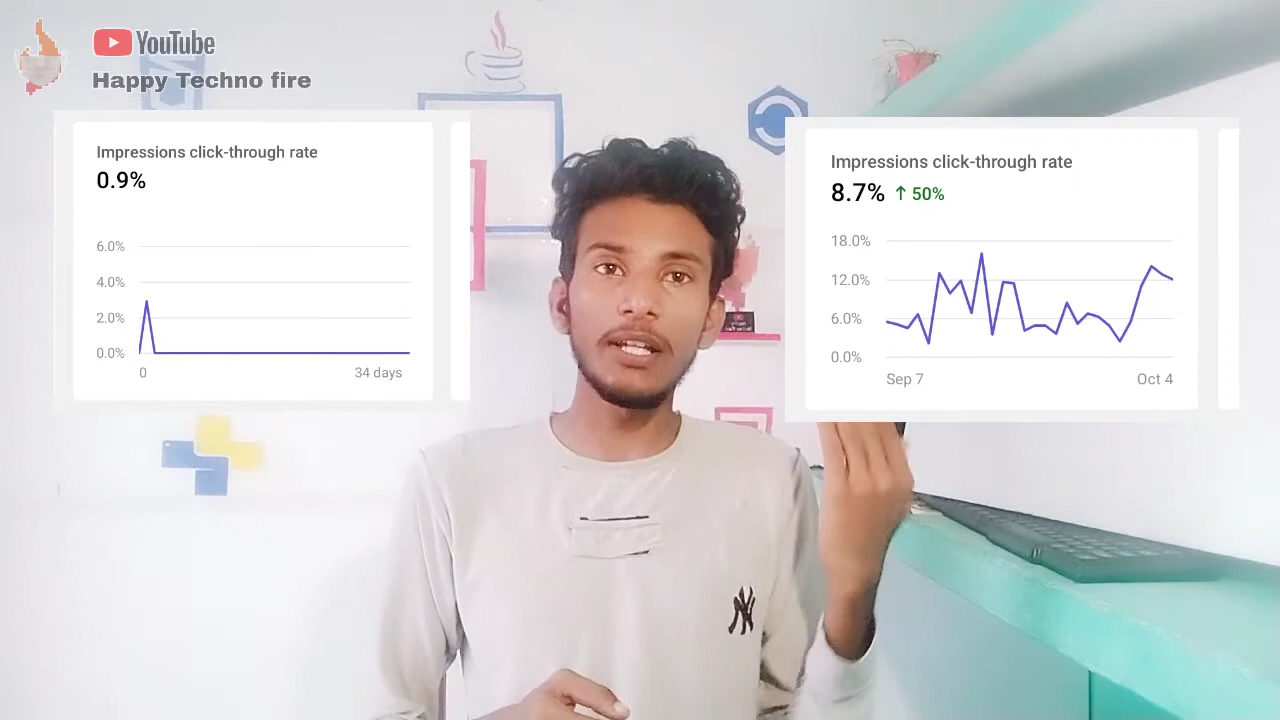 YouTube
Happy Techno fire
Impressions click-through rate
0.9%
6.0%
4.0%
2.0%
0.0%
0
34 days
Impressions click-through rate
8.7% ↑ 50%
18.0%
12.0%
6.0%
0.0%
Sep 7
Oct 4
NY